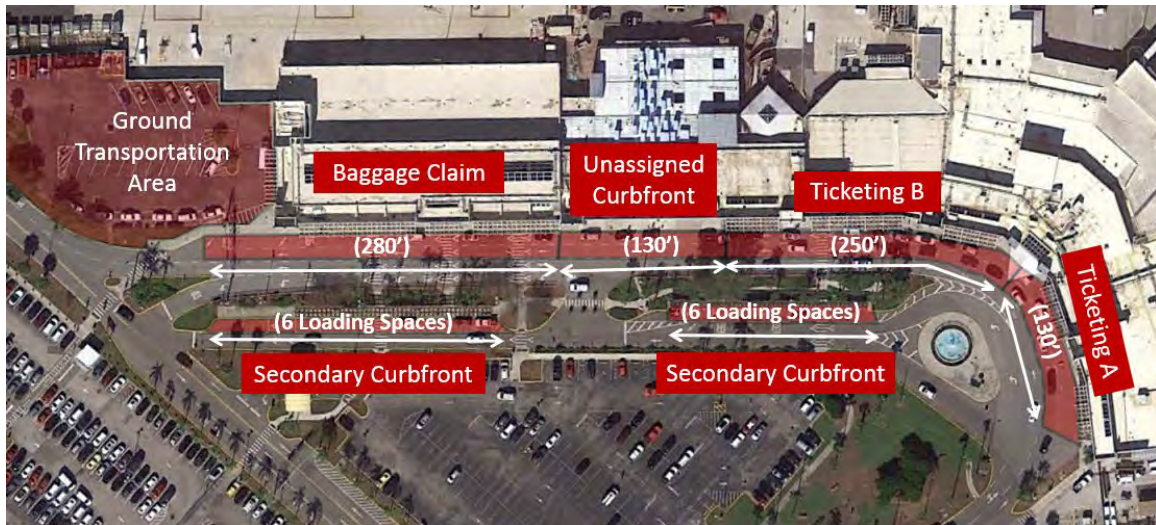 Ground
Transportation
Area
Baggage Claim
Unassigned
Curbfront
Ticketing B
(280')
(130')
(250')
Ticketing A
(130')
(6 Loading Spaces)
(6 Loading Spaces)
Secondary Curbfront
Secondary Curbfront